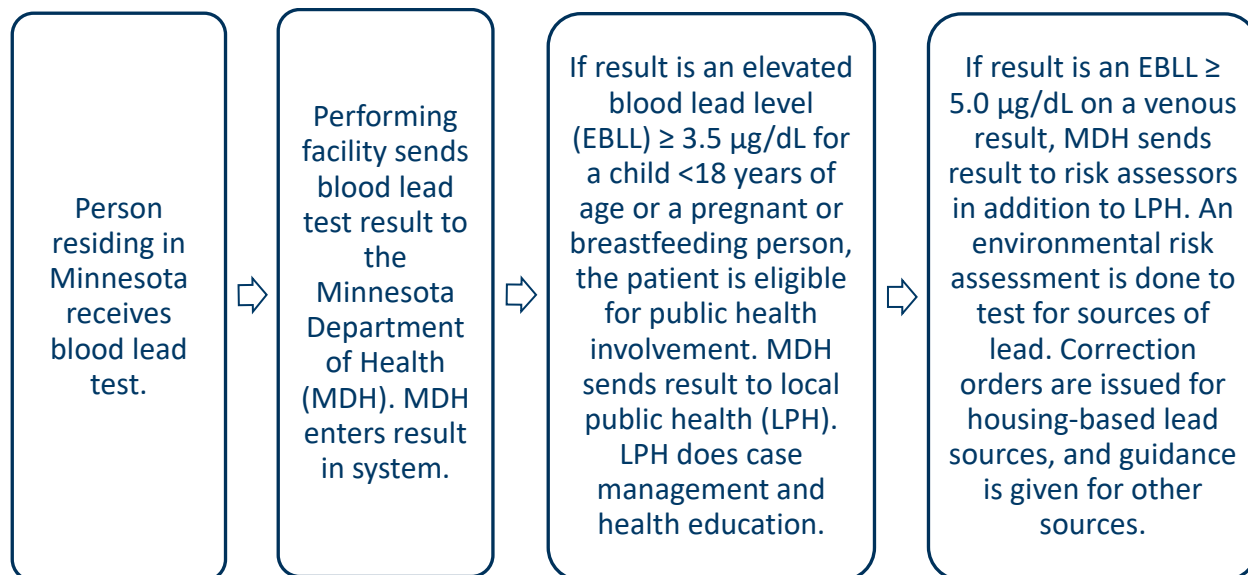 Person
residing in
Minnesota
receives
blood lead
test.
Performing
facility sends
blood lead
test result to
the
Minnesota
Department
of Health
(MDH). MDH
enters result
in system.
If result is an elevated
blood lead level
(EBLL) ≥ 3.5 µg/dL for
a child <18 years of
age or a pregnant or
breastfeeding person,
the patient is eligible
for public health
involvement. MDH
sends result to local
public health (LPH).
LPH does case
management and
health education.
If result is an EBLL ≥
5.0 µg/dL on a venous
result, MDH sends
result to risk assessors
in addition to LPH. An
environmental risk
assessment is done to
test for sources of
lead. Correction
orders are issued for
housing-based lead
sources, and guidance
is given for other
sources.